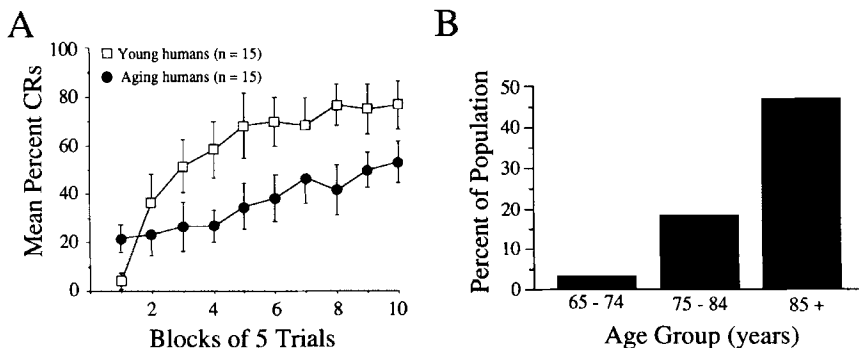 A
Mean Percent CRs
100
80
60
40
20
0
Young humans (n = 15)
Aging humans (n = 15)
2 4 6 8 10
Blocks of 5 Trials
B
Percent of Population
50
40
30
20
10
0
65 - 74 75 - 84 85 +
Age Group (years)